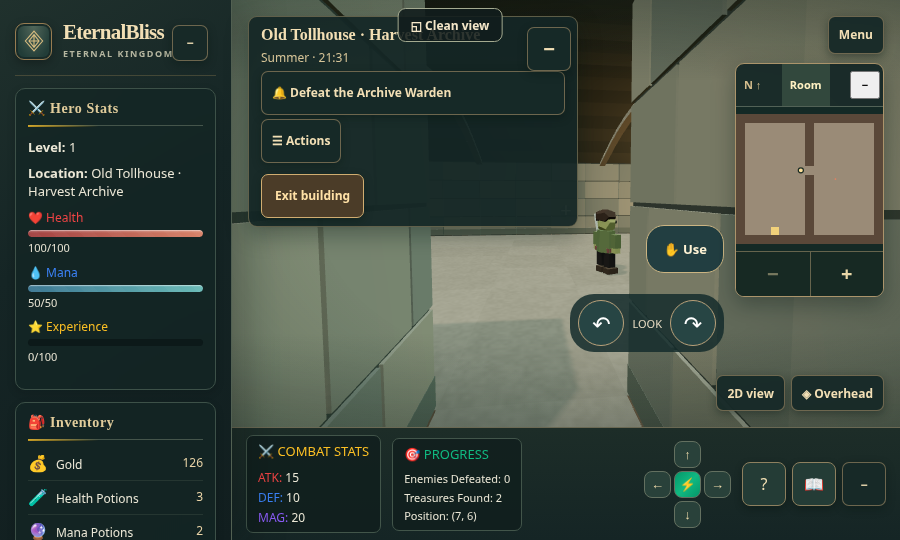 EternalBliss
ETERNAL KINGDOM
–
⚔️ Hero Stats
Level: 1
Location: Old Tollhouse ·
Harvest Archive
❤️ Health
100/100
💧 Mana
50/50
⭐ Experience
0/100
🎒 Inventory
💰 Gold 126
🧪 Health Potions 3
🔮 Mana Potions 2
Old Tollhouse · Harvest Archive
◱ Clean view
Summer · 21:31
–
🔔 Defeat the Archive Warden
☰ Actions
Exit building
Menu
N ↑ Room –
− +
✋ Use
↶ LOOK ↷
2D view
◈ Overhead
⚔️ COMBAT STATS
ATK: 15
DEF: 10
MAG: 20
🎯 PROGRESS
Enemies Defeated: 0
Treasures Found: 2
Position: (7, 6)
↑
← ⚡ →
↓
? 📖 –